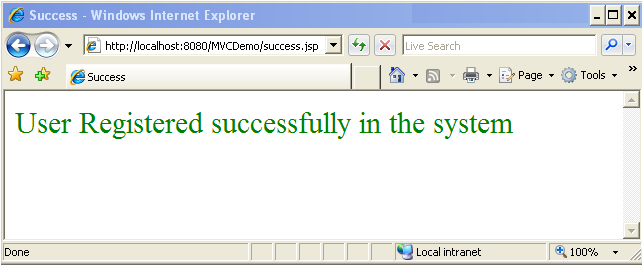 Success - Windows Internet Explorer
http://localhost:8080/MVCDemo/success.jsp
Live Search
Success
Page
Tools
»
User Registered successfully in the system
Done
Local intranet
100%